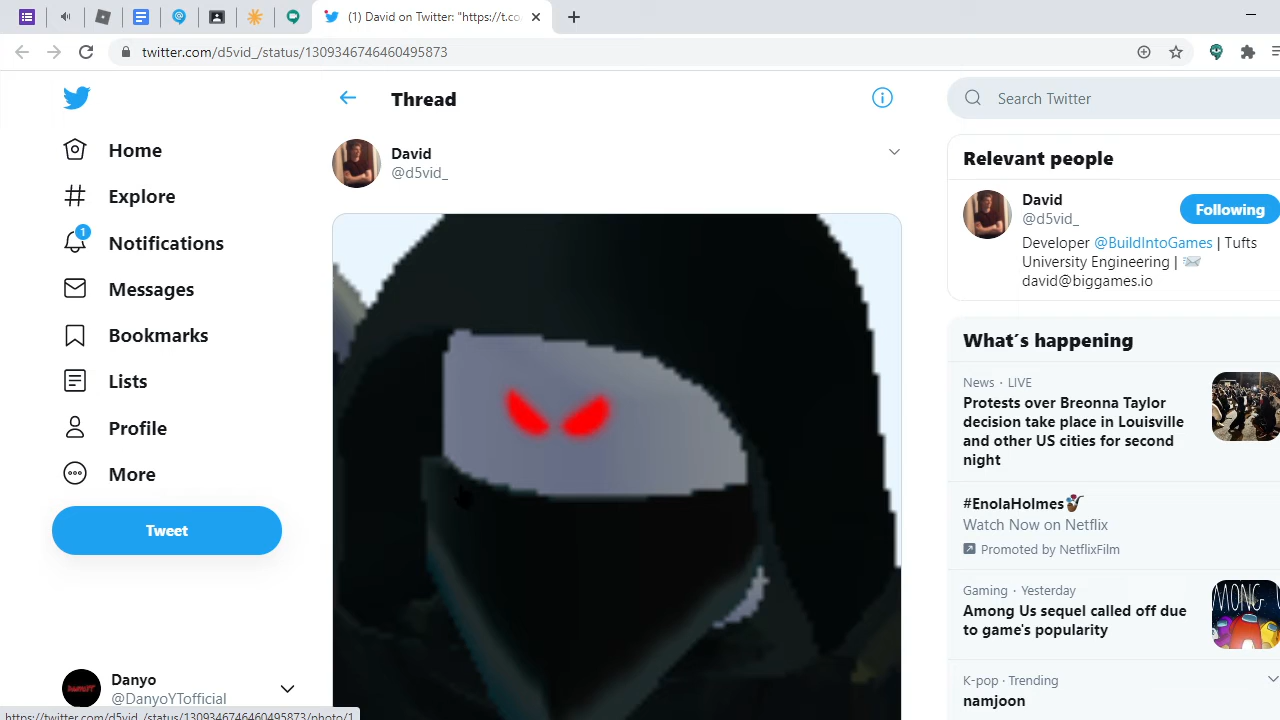 (1) David on Twitter: "https://t.co
twitter.com/d5vid_/status/1309346746460495873
Home
Explore
1
Notifications
Messages
Bookmarks
Lists
Profile
More
Tweet
Danyo
@DanyoYTofficial
https://twitter.com/d5vid_/status/1309346746460495873/photo/1
Thread
David
@d5vid_
Search Twitter
Relevant people
David
@d5vid_
Following
Developer @BuildIntoGames | Tufts
University Engineering | 📨
david@biggames.io
What´s happening
News · LIVE
Protests over Breonna Taylor
decision take place in Louisville
and other US cities for second
night
#EnolaHolmes
Watch Now on Netflix
Promoted by NetflixFilm
Gaming · Yesterday
Among Us sequel called off due
to game's popularity
K-pop · Trending
namjoon